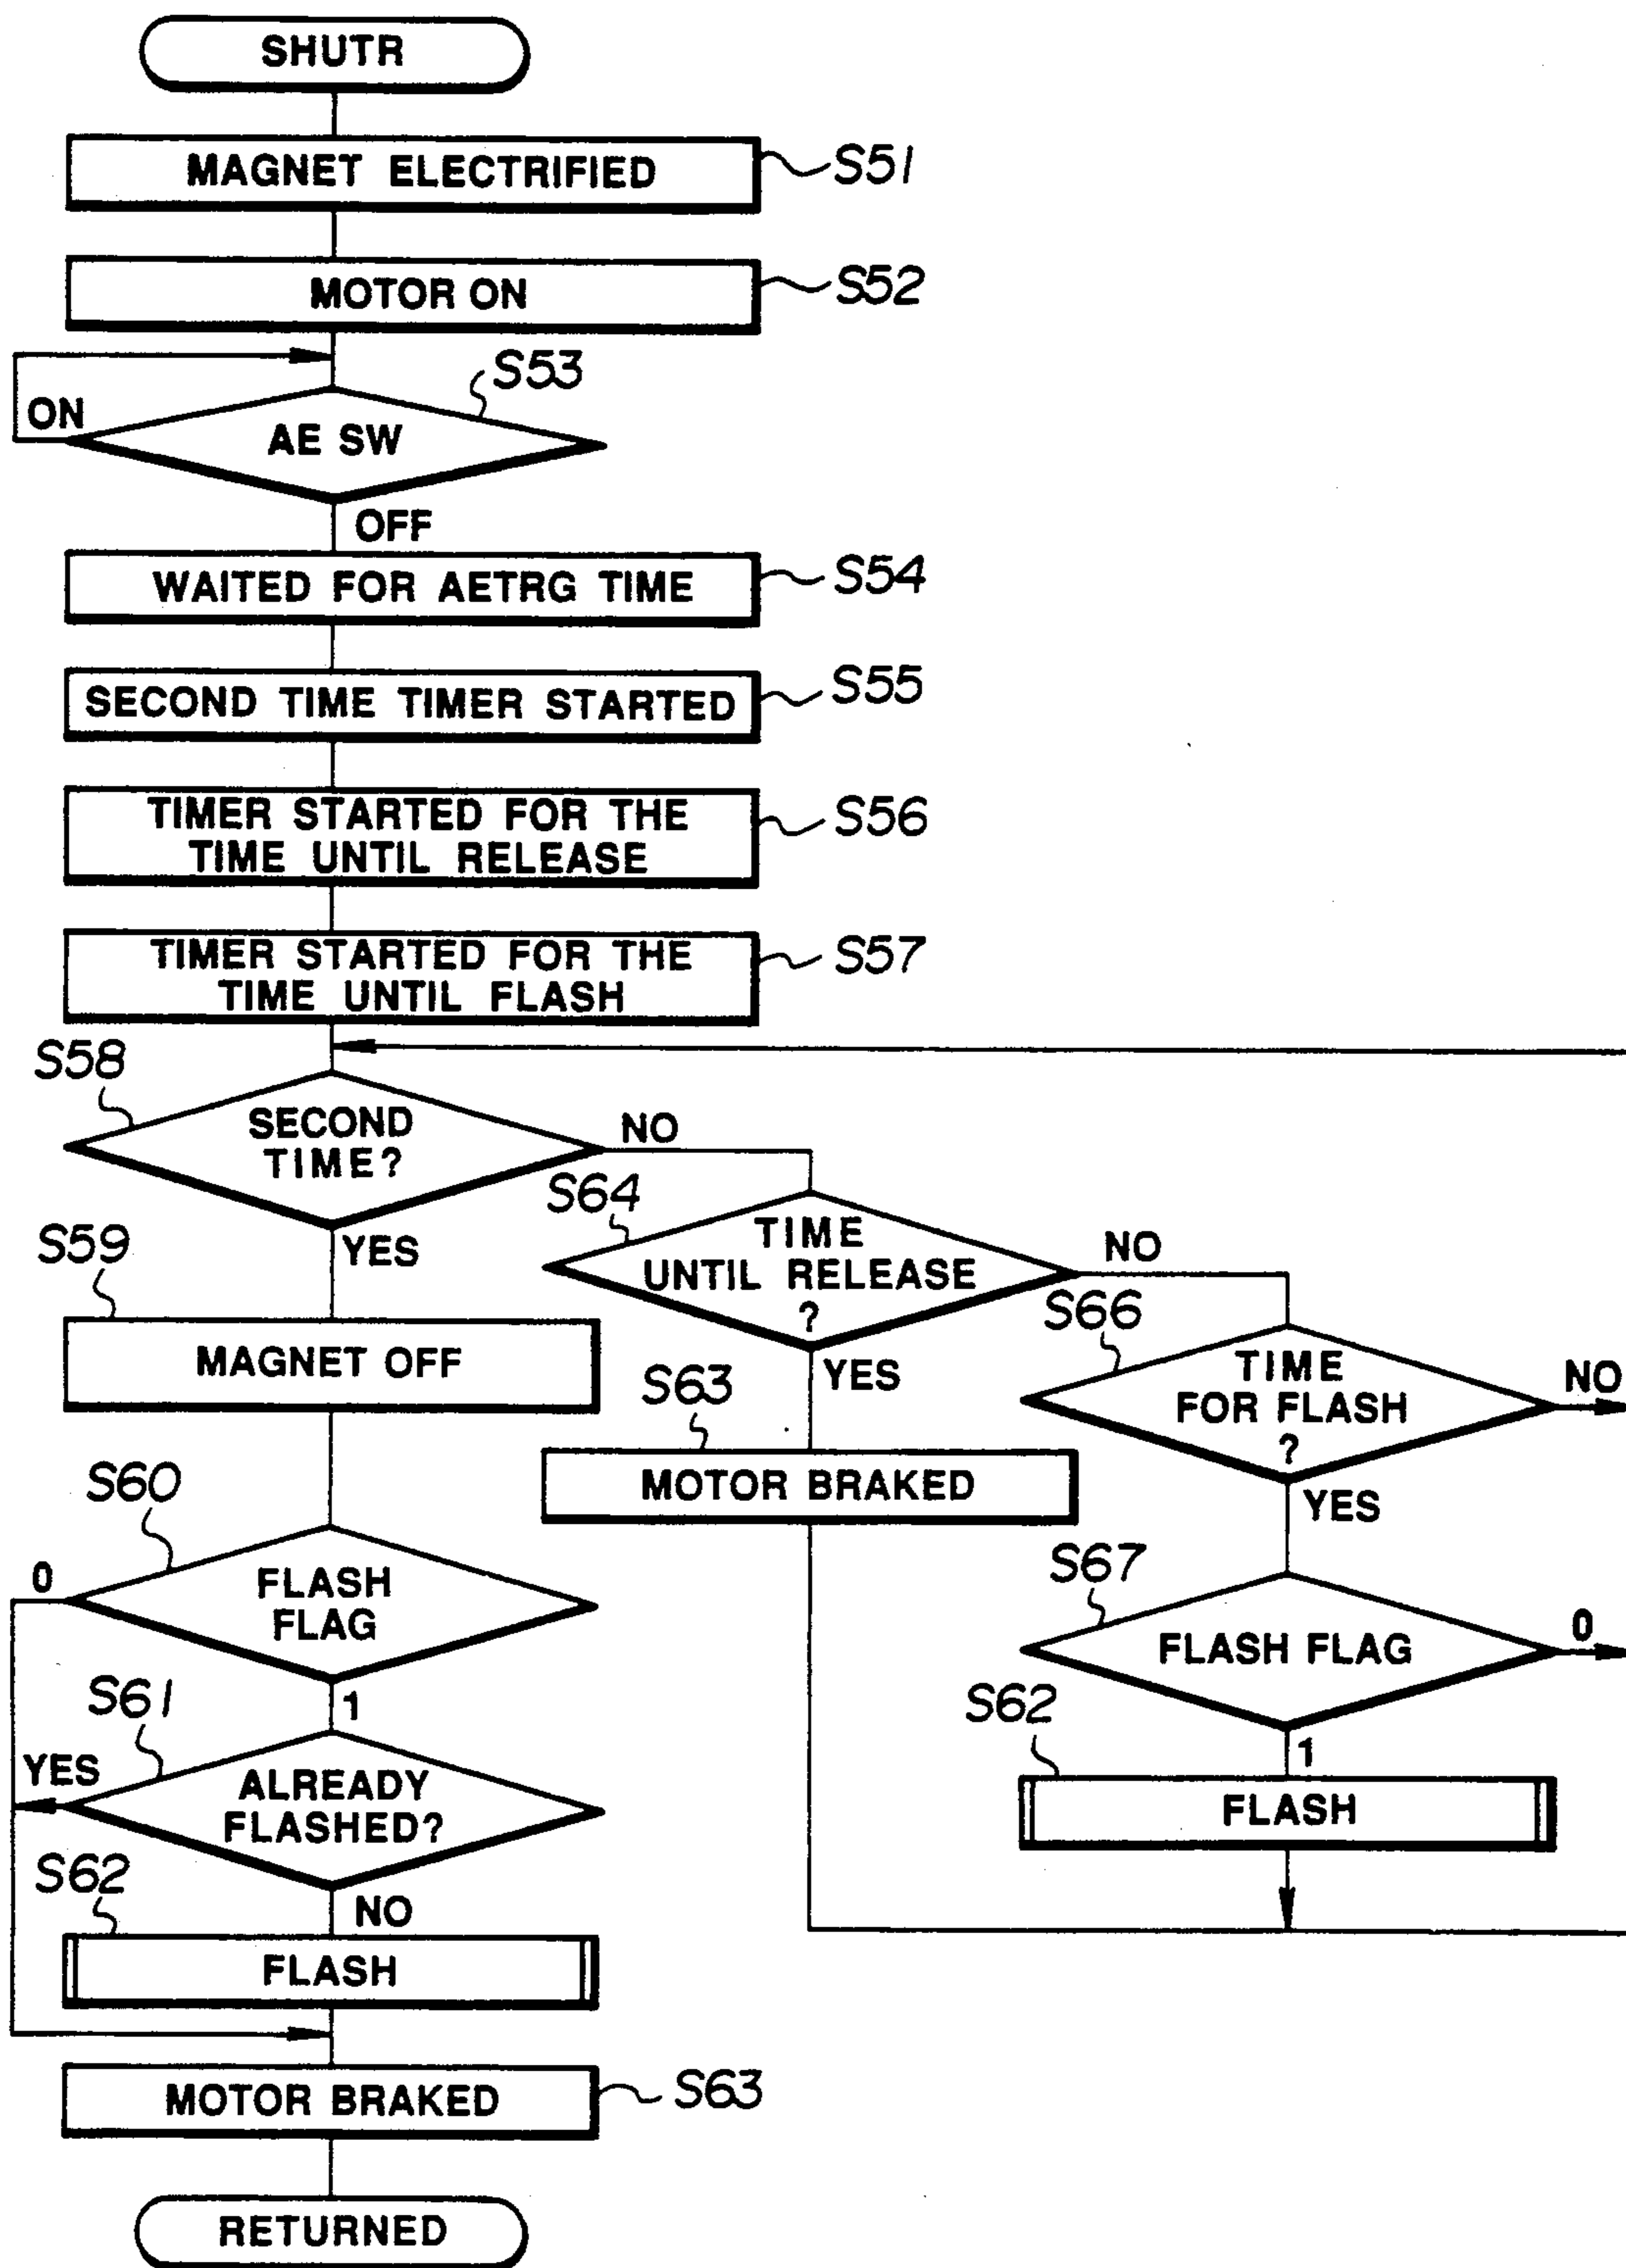 SHUTR
MAGNET ELECTRIFIED
S51
MOTOR ON
S52
S53
ON
AE SW
OFF
WAITED FOR AETRG TIME
S54
SECOND TIME TIMER STARTED
S55
TIMER STARTED FOR THE
TIME UNTIL RELEASE
S56
TIMER STARTED FOR THE
TIME UNTIL FLASH
S57
S58
SECOND
TIME?
NO
YES
S59
MAGNET OFF
S60
0
FLASH
FLAG
1
S61
YES
ALREADY
FLASHED?
NO
S62
FLASH
MOTOR BRAKED
S63
RETURNED
S64
TIME
UNTIL RELEASE
?
NO
YES
S63
MOTOR BRAKED
S66
TIME
FOR FLASH
?
NO
YES
S67
FLASH FLAG
0
1
S62
FLASH